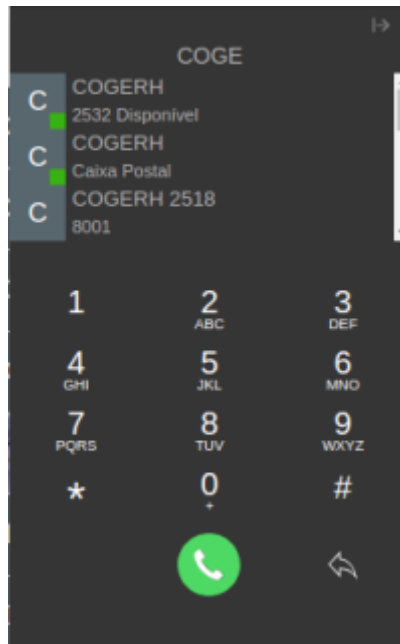 COGE
C COGERH
2532 Disponível
C COGERH
Caixa Postal
C COGERH 2518
8001
1 2 3
ABC DEF
4 5 6
GHI JKL MNO
7 8 9
PQRS TUV WXYZ
* 0 #
+